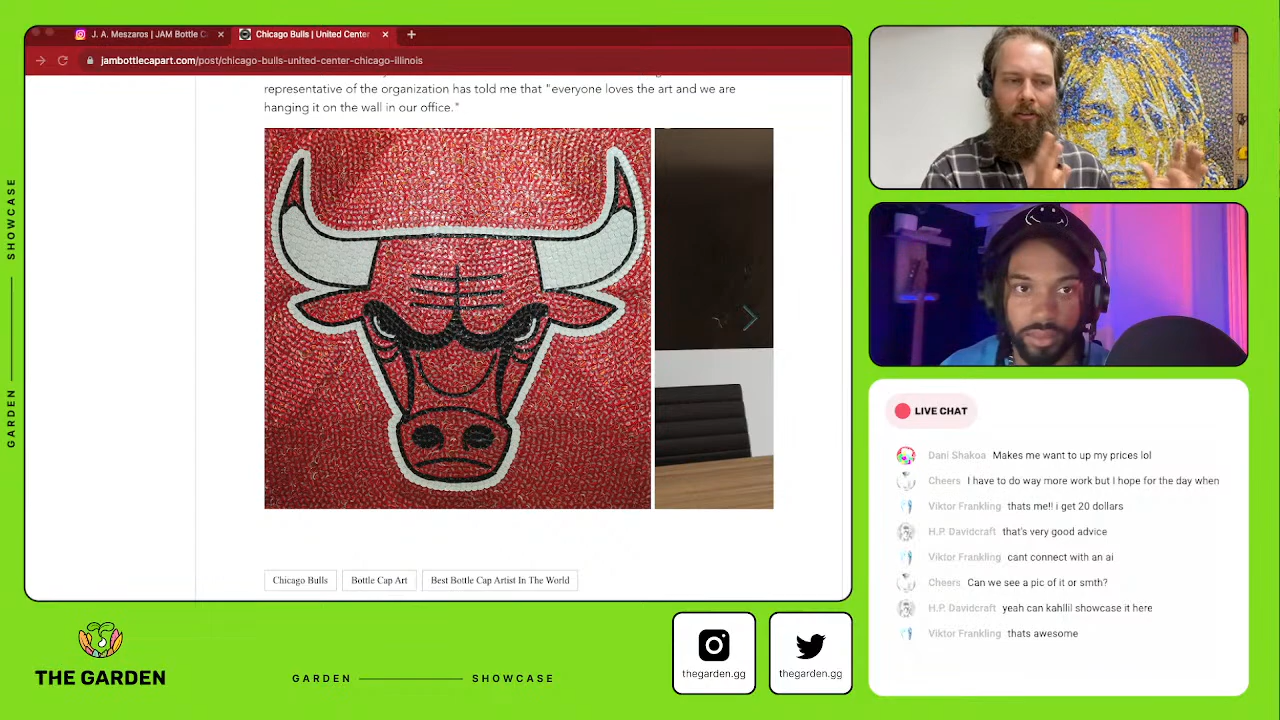 J. A. Meszaros | JAM Bottle C
Chicago Bulls | United Center
jambottlecapart.com/post/chicago-bulls-united-center-chicago-illinois
representative of the organization has told me that "everyone loves the art and we are
hanging it on the wall in our office."
Chicago Bulls
Bottle Cap Art
Best Bottle Cap Artist In The World
SHOWCASE
GARDEN
THE GARDEN
GARDEN
SHOWCASE
thegarden.gg
thegarden.gg
LIVE CHAT
Dani Shakoa Makes me want to up my prices lol
Cheers I have to do way more work but I hope for the day when
Viktor Frankling thats me!! i get 20 dollars
H.P. Davidcraft that's very good advice
Viktor Frankling cant connect with an ai
Cheers Can we see a pic of it or smth?
H.P. Davidcraft yeah can kahllil showcase it here
Viktor Frankling thats awesome